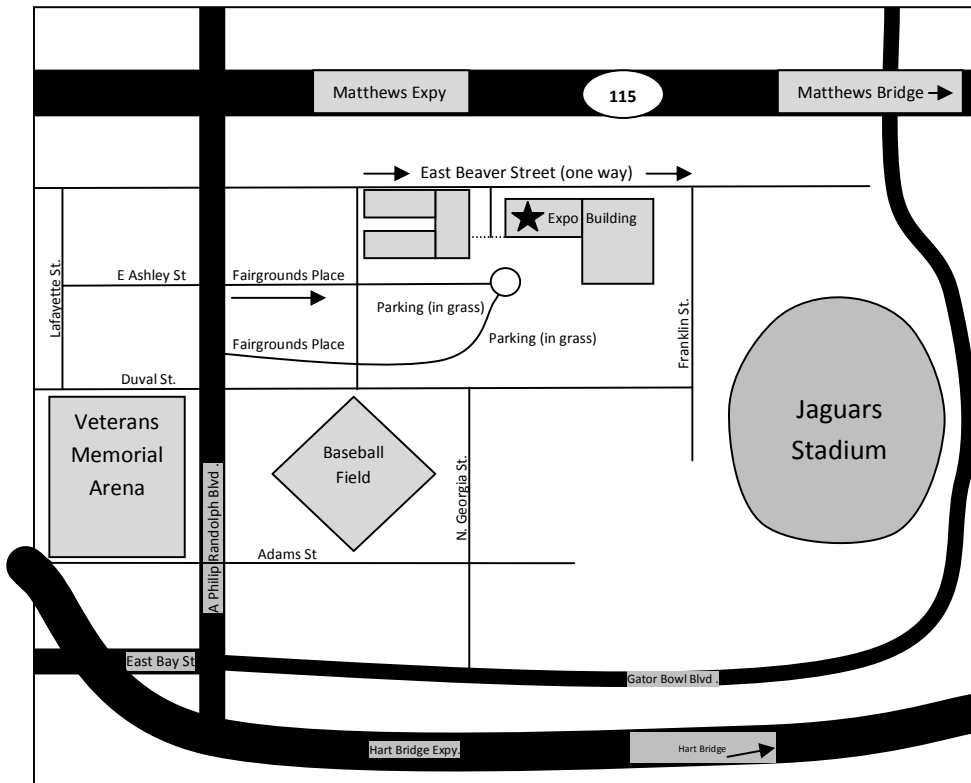 Matthews Expy
115
Matthews Bridge
East Beaver Street (one way)
Expo Building
Lafayette St.
E Ashley St
Fairgrounds Place
Parking (in grass)
Fairgrounds Place
Parking (in grass)
Franklin St.
Duval St.
Veterans
Memorial
Arena
Baseball
Field
Jaguars
Stadium
A Philip Randolph Blvd .
N. Georgia St.
Adams St
East Bay St
Gator Bowl Blvd .
Hart Bridge Expy.
Hart Bridge